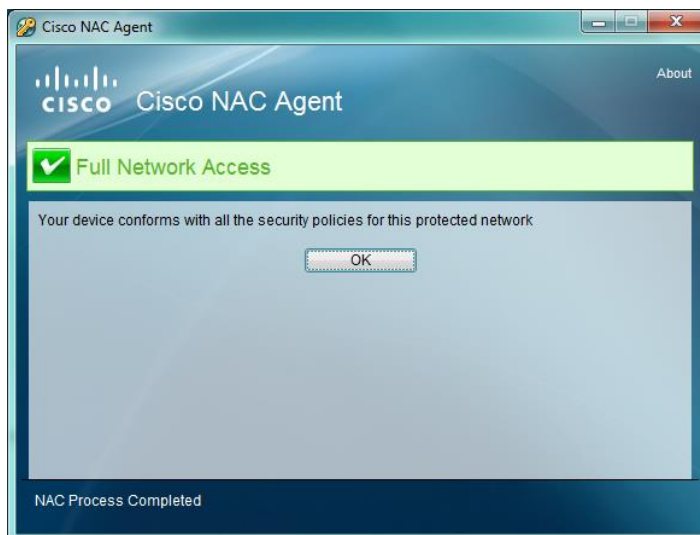 Cisco NAC Agent
About
CISCO Cisco NAC Agent
Full Network Access
Your device conforms with all the security policies for this protected network
OK
NAC Process Completed